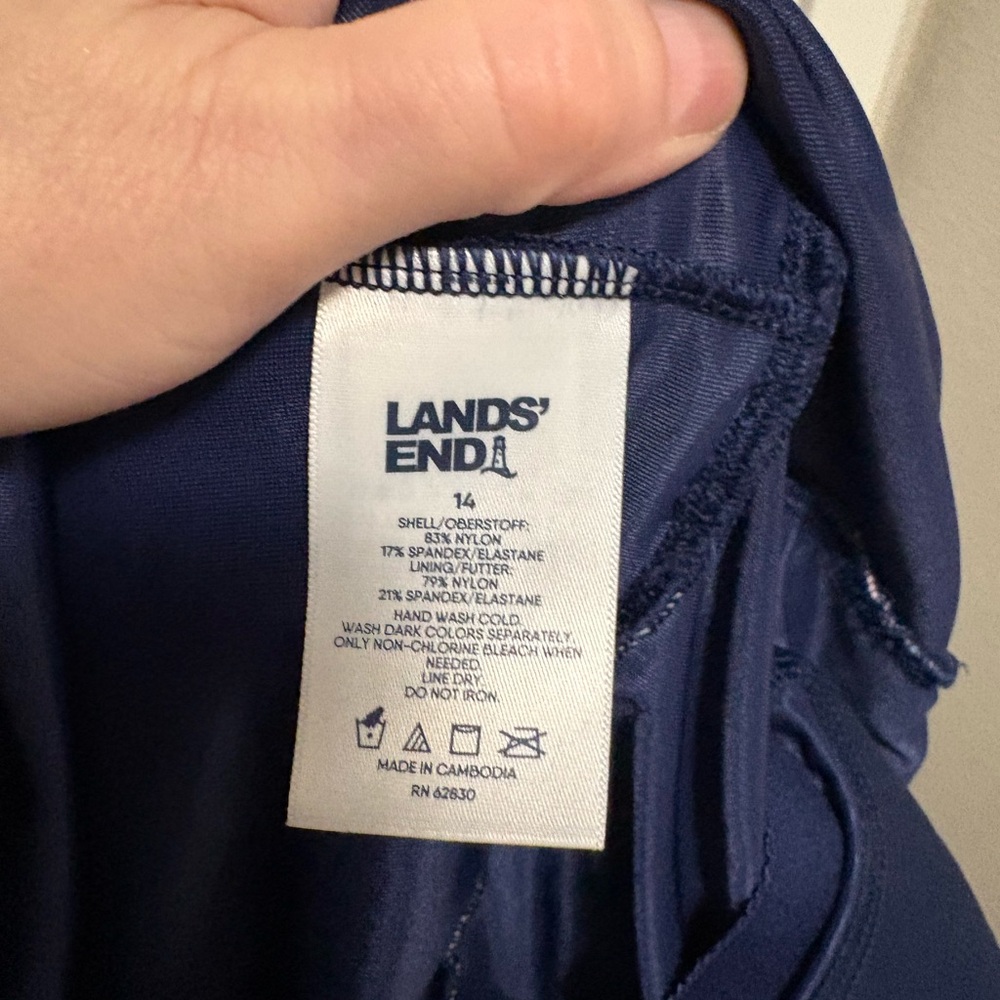 LANDS'
END
14
SHELL/OBERSTOFF:
83% NYLON
17% SPANDEX/ELASTANE
LINING/FUTTER:
79% NYLON
21% SPANDEX/ELASTANE
HAND WASH COLD.
WASH DARK COLORS SEPARATELY.
ONLY NON-CHLORINE BLEACH WHEN
NEEDED.
LINE DRY.
DO NOT IRON.
MADE IN CAMBODIA
RN 62830